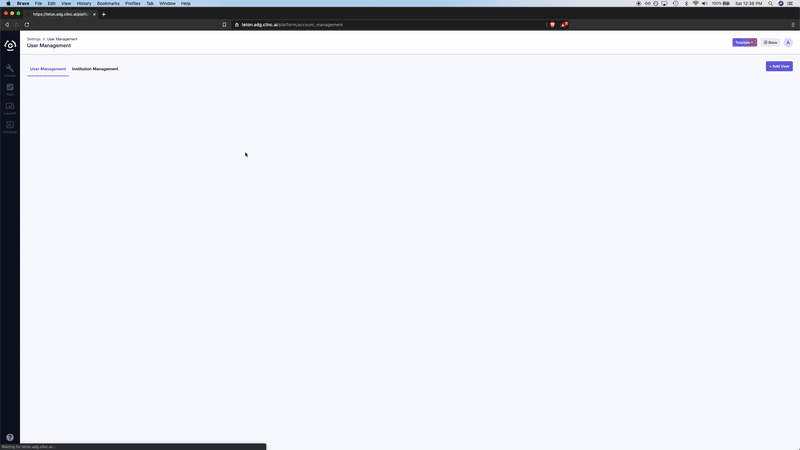 Brave File Edit View History Bookmarks Profiles Tab Window Help
100% Sat 12:38 PM
https://teton.adg.clinc.ai/platfo
teton.adg.clinc.ai/platform/account_management
Settings > User Management
User Management
Tutorials
Docs
A
User Management Institution Management
+ Add User
Waiting for teton.adg.clinc.ai...